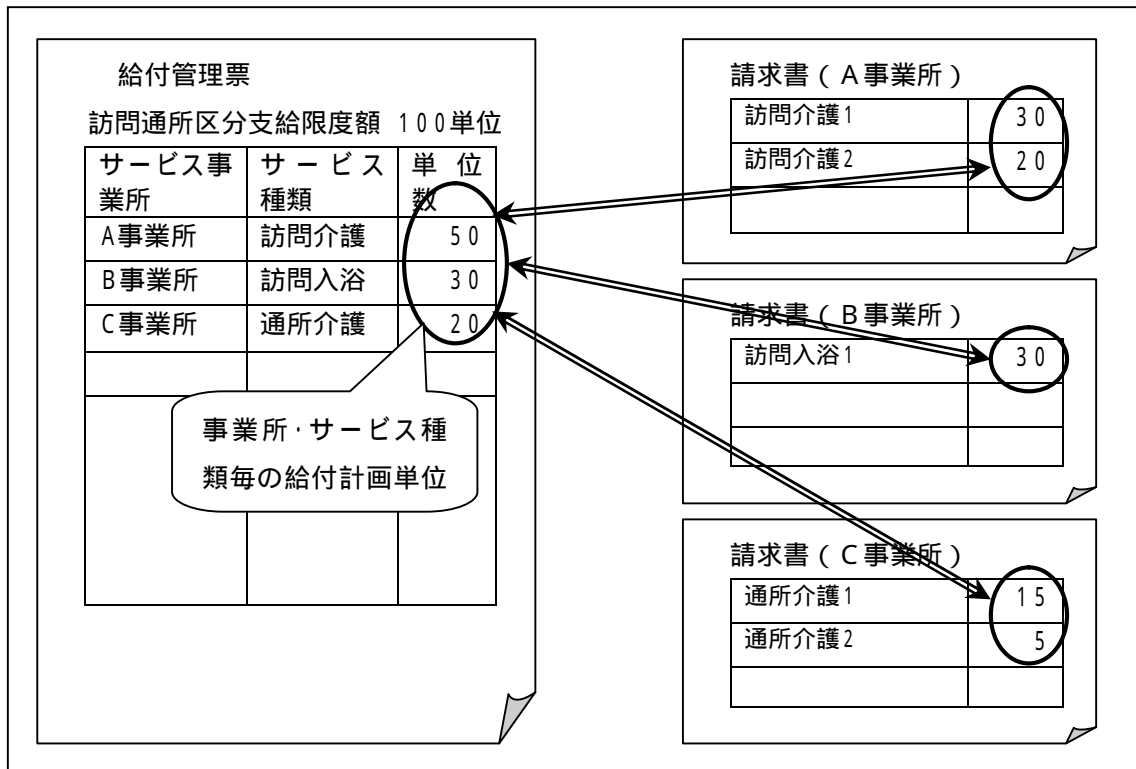 給付管理票
訪問通所区分支給限度額 100単位
サービス事業所 サービス種類 単位数
A事業所 訪問介護 50
B事業所 訪問入浴 30
C事業所 通所介護 20
事業所・サービス種
類毎の給付計画単位
請求書(A事業所)
訪問介護1 30
訪問介護2 20
請求書(B事業所)
訪問入浴1 30
請求書(C事業所)
通所介護1 15
通所介護2 5